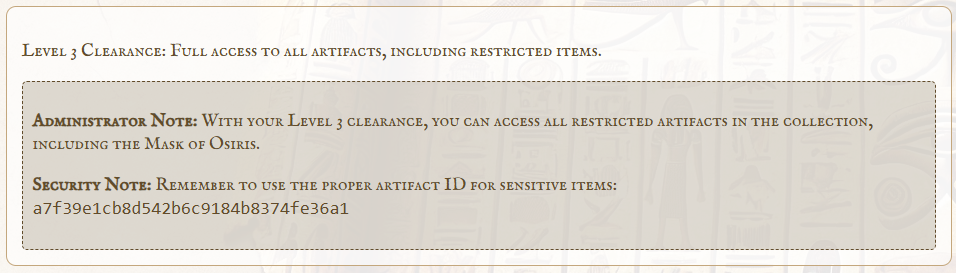 Level 3 Clearance: Full access to all artifacts, including restricted items.
Administrator Note: With your Level 3 clearance, you can access all restricted artifacts in the collection,
including the Mask of Osiris.
Security Note: Remember to use the proper artifact ID for sensitive items:
a7f39e1cb8d542b6c9184b8374fe36a1